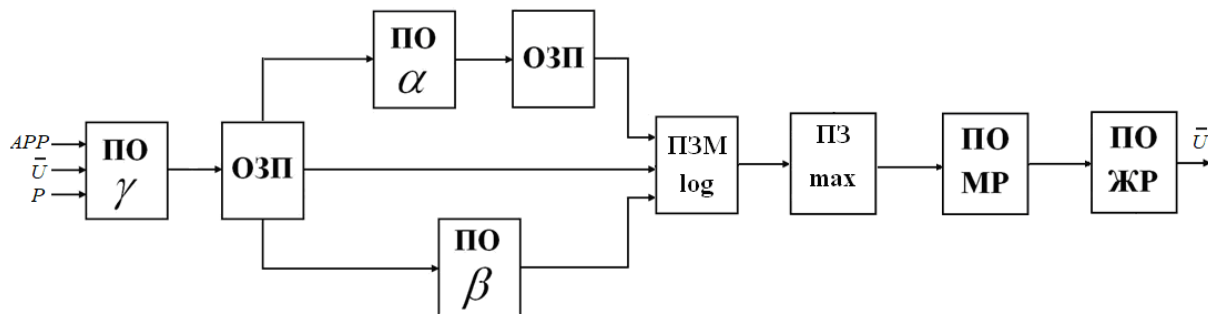 APP
Ū
P
ПО
γ
ОЗП
ПО
α
ОЗП
ПО
β
ПЗМ
log
ПЗ
max
ПО
МР
ПО
ЖР
Ū